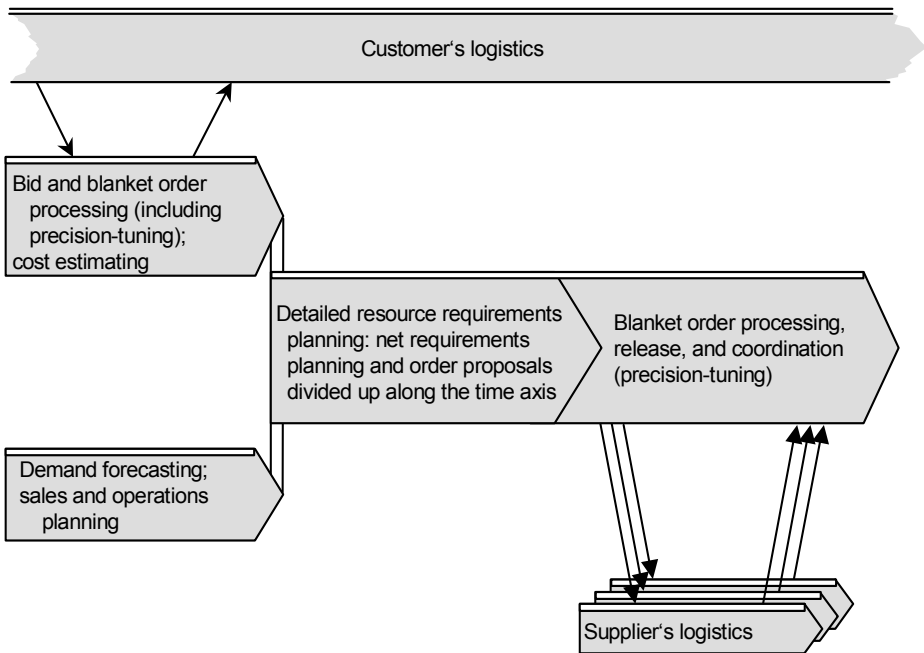 Customer‘s logistics
Bid and blanket order
processing (including
precision-tuning);
cost estimating
Detailed resource requirements
planning: net requirements
planning and order proposals
divided up along the time axis
Blanket order processing,
release, and coordination
(precision-tuning)
Demand forecasting;
sales and operations
planning
Supplier‘s logistics